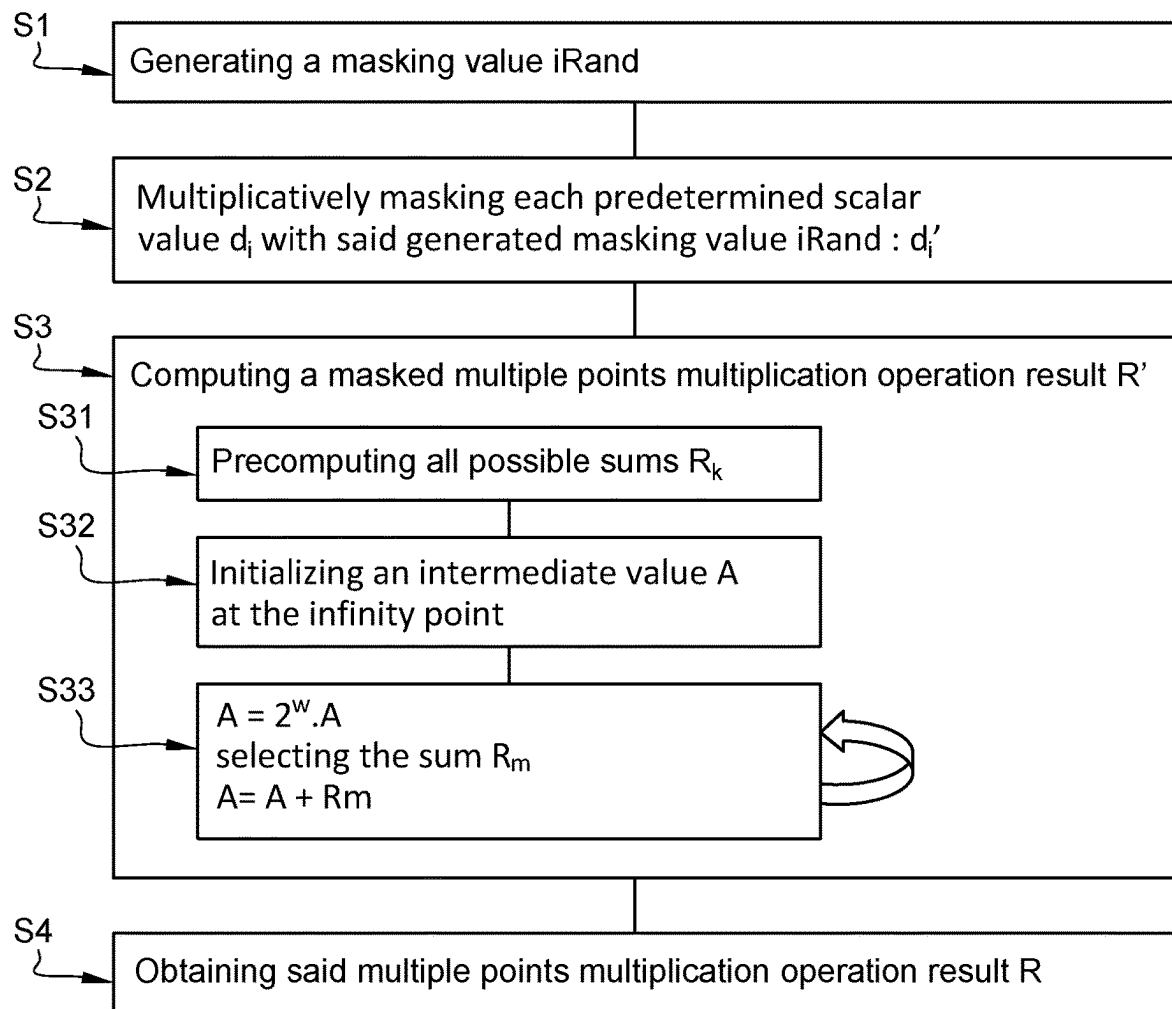 S1
Generating a masking value iRand
S2
Multiplicatively masking each predetermined scalar
value dᵢ with said generated masking value iRand : dᵢ’
S3
Computing a masked multiple points multiplication operation result R’
S31
Precomputing all possible sums Rₖ
S32
Initializing an intermediate value A
at the infinity point
S33
A = 2ʷ.A
selecting the sum Rₘ
A= A + Rm
S4
Obtaining said multiple points multiplication operation result R